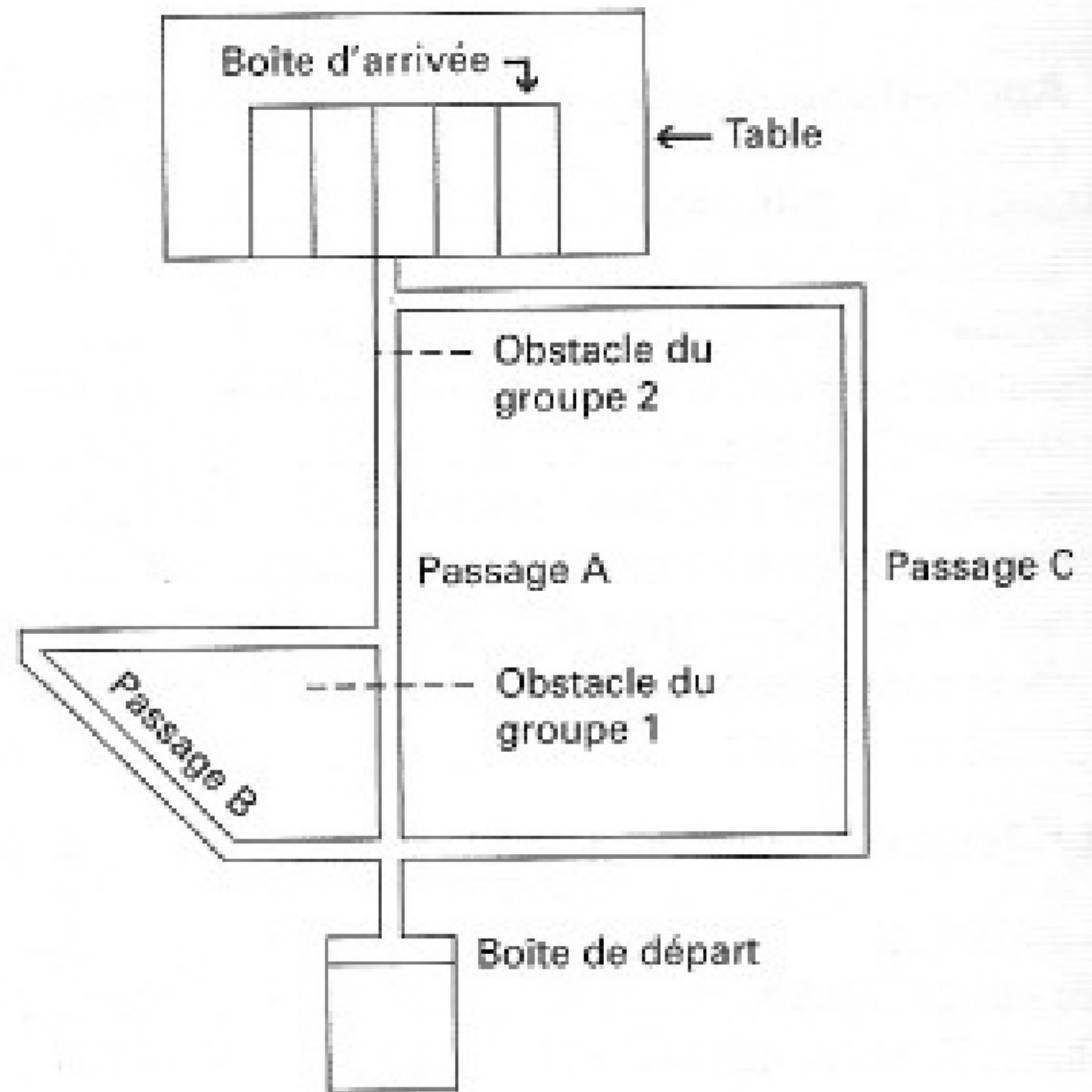 Boîte d'arrivée
Table
Obstacle du
groupe 2
Passage A
Passage C
Obstacle du
groupe 1
Passage B
Boîte de départ